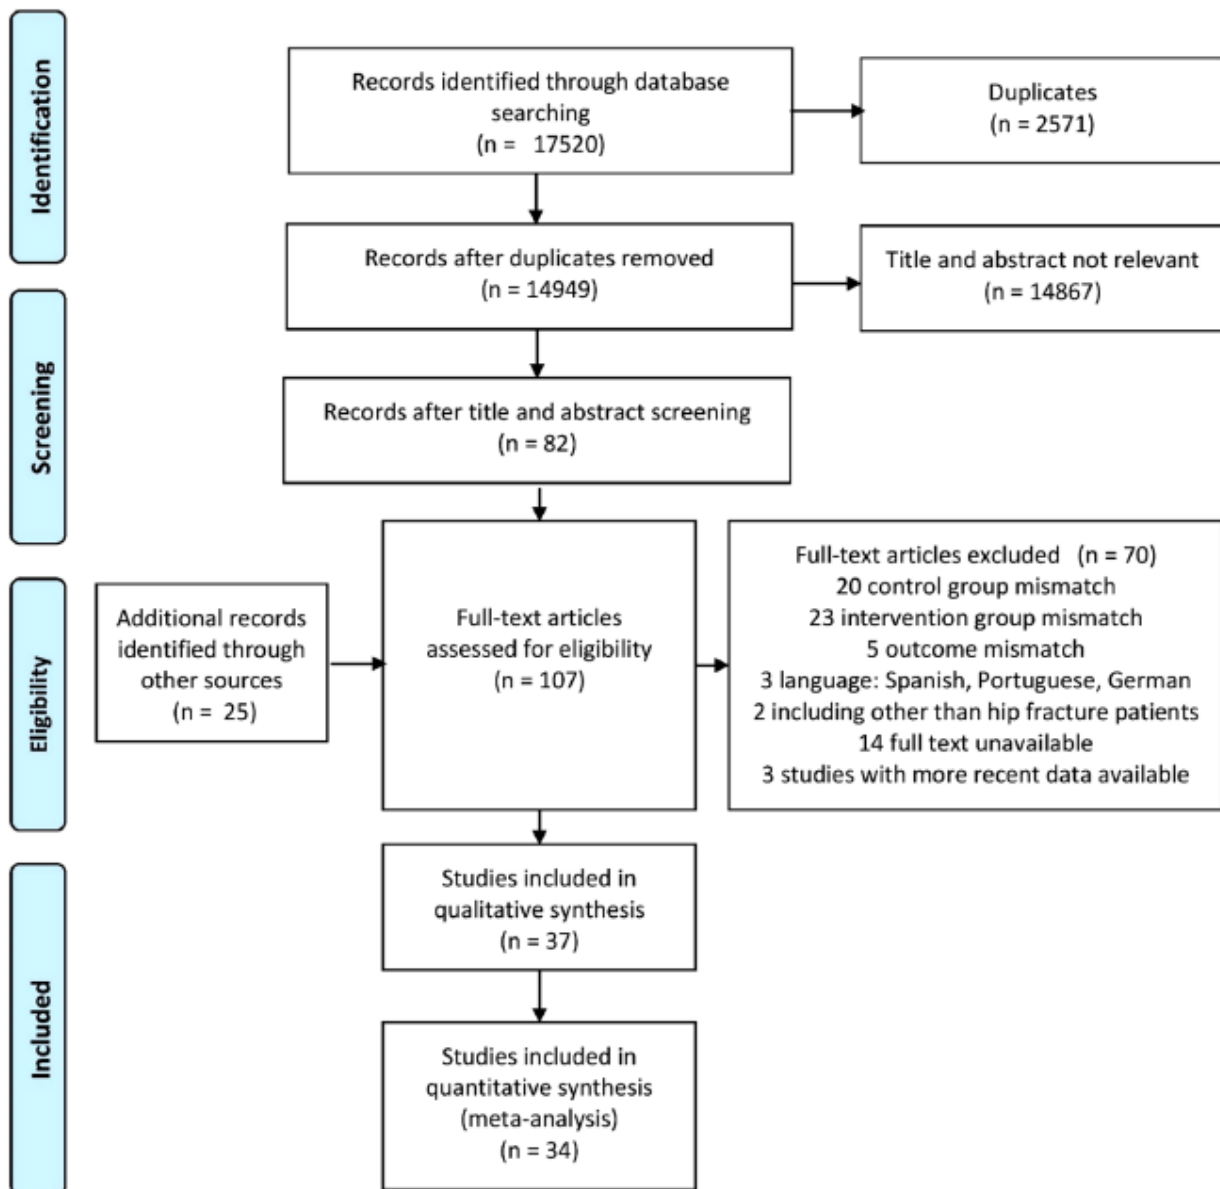 Identification
Records identified through database
searching
(n =   17520)
Duplicates
(n = 2571)
Records after duplicates removed
(n = 14949)
Title and abstract not relevant
(n = 14867)
Screening
Records after title and abstract screening
(n = 82)
Eligibility
Additional records
identified through
other sources
(n =  25)
Full-text articles
assessed for eligibility
(n = 107)
Full-text articles excluded   (n = 70)
20 control group mismatch
23 intervention group mismatch
5 outcome mismatch
3 language: Spanish, Portuguese, German
2 including other than hip fracture patients
14 full text unavailable
3 studies with more recent data available
Included
Studies included in
qualitative synthesis
(n = 37)
Studies included in
quantitative synthesis
(meta-analysis)
(n = 34)